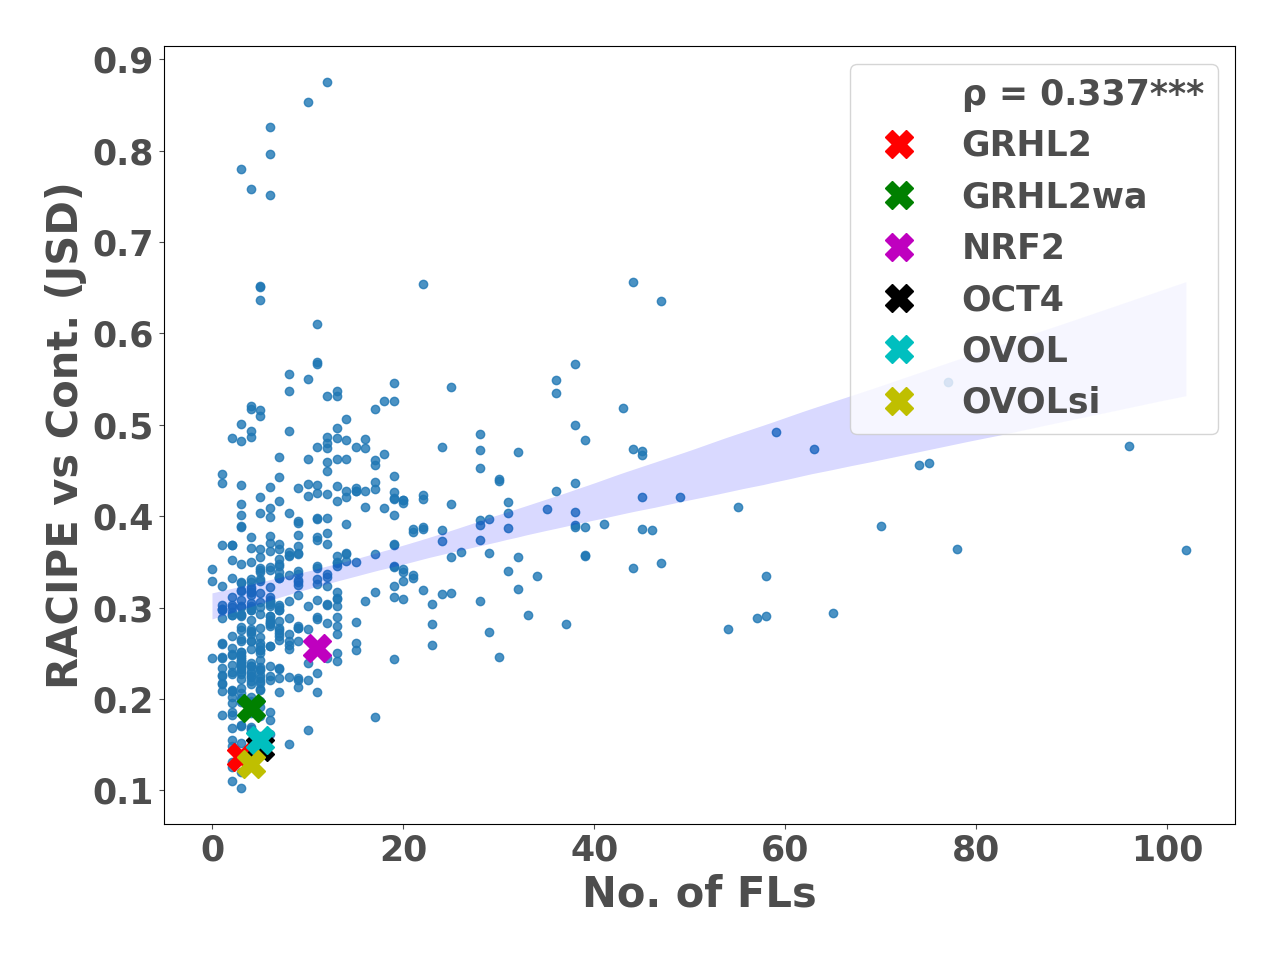 0.9
0.8
0.7
0.6
0.5
0.4
0.3
0.2
0.1
RACIPE vs Cont. (JSD)
ρ = 0.337***
GRHL2
GRHL2wa
NRF2
OCT4
OVOL
OVOLsi
0 20 40 60 80 100
No. of FLs